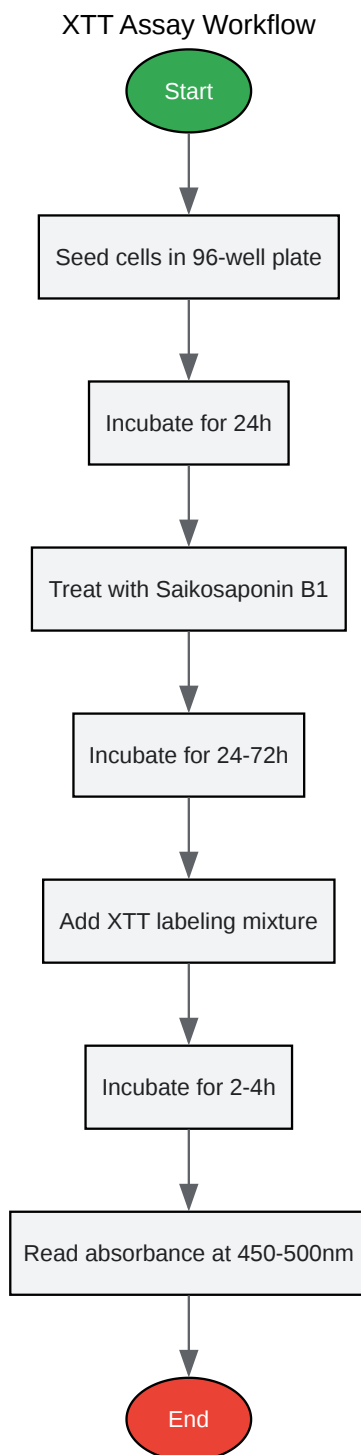 XTT Assay Workflow
Start
Seed cells in 96-well plate
Incubate for 24h
Treat with Saikosaponin B1
Incubate for 24-72h
Add XTT labeling mixture
Incubate for 2-4h
Read absorbance at 450-500nm
End